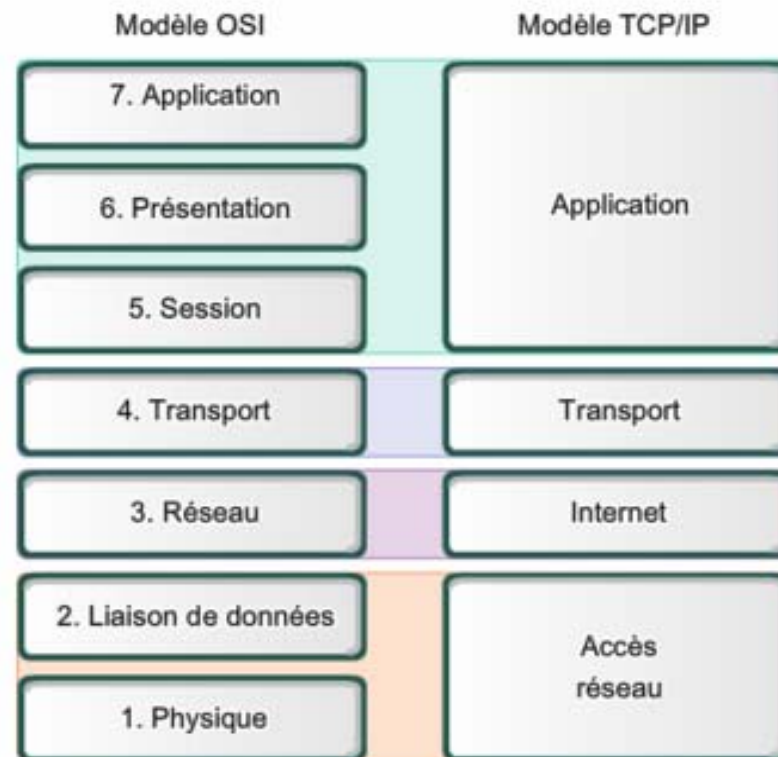 Modèle OSI
Modèle TCP/IP
7. Application
6. Présentation
5. Session
4. Transport
3. Réseau
2. Liaison de données
1. Physique
Application
Transport
Internet
Accès
réseau